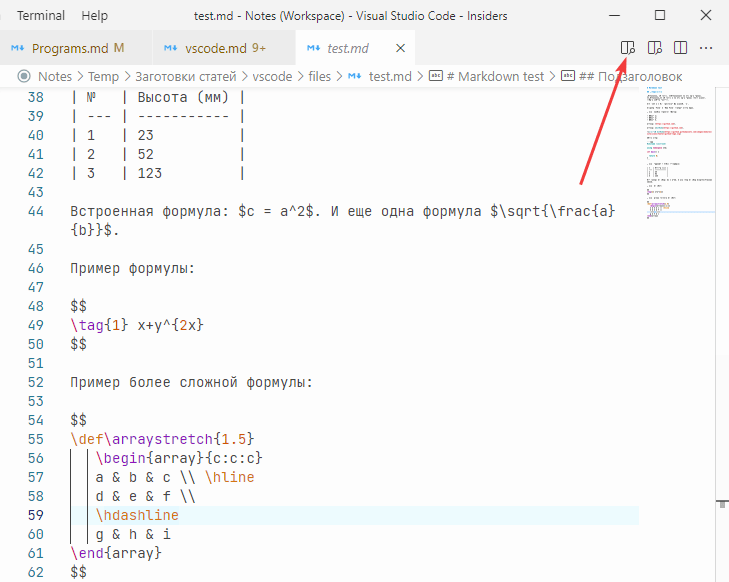 Terminal Help test.md - Notes (Workspace) - Visual Studio Code - Insiders
Programs.md M vscode.md 9+ test.md
Notes > Temp > Заготовки статей > vscode > files > test.md > # Markdown test > ## Подзаголовок
38 | № | Высота (мм) |
39 | --- | ----------- |
40 | 1 | 23 |
41 | 2 | 52 |
42 | 3 | 123 |
43
44 Встроенная формула: $c = a^2$. И еще одна формула $\sqrt{\frac{a}
{b}}$.
45
46 Пример формулы:
47
48 $$
49 \tag{1} x+y^{2x}
50 $$
51
52 Пример более сложной формулы:
53
54 $$
55 \def\arraystretch{1.5}
56 \begin{array}{c:c:c}
57 a & b & c \\ \hline
58 d & e & f \\
59 \hdashline
60 g & h & i
61 \end{array}
62 $$